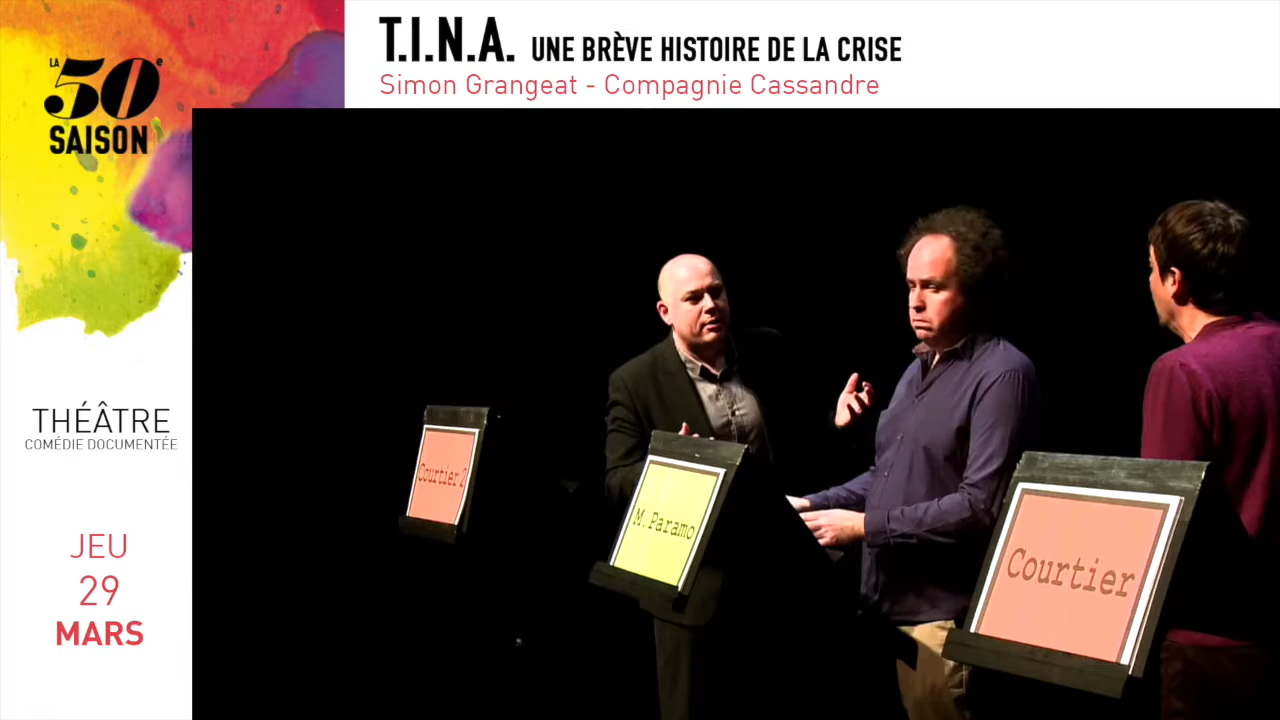 LA 50e
SAISON
T.I.N.A. UNE BRÈVE HISTOIRE DE LA CRISE
Simon Grangeat - Compagnie Cassandre
THÉÂTRE
COMÉDIE DOCUMENTÉE
JEU
29
MARS
Courtier 2
M. Paramo
Courtier